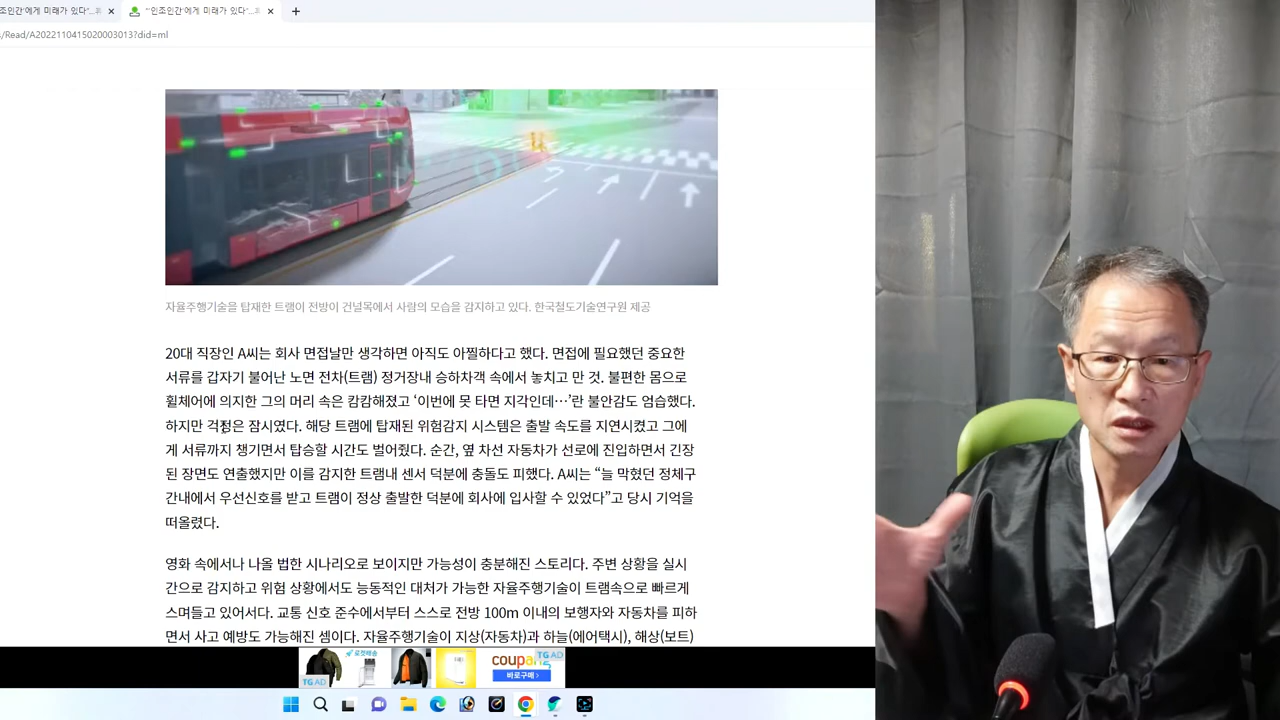 조인간'에게 미래가 있다"...
"'인조인간'에게 미래가 있다"...
s/Read/A2022110415020003013?did=ml
자율주행기술을 탑재한 트램이 전방이 건널목에서 사람의 모습을 감지하고 있다. 한국철도기술연구원 제공
20대 직장인 A씨는 회사 면접날만 생각하면 아직도 아찔하다고 했다. 면접에 필요했던 중요한
서류를 갑자기 불어난 노면 전차(트램) 정거장내 승하차객 속에서 놓치고 만 것. 불편한 몸으로
휠체어에 의지한 그의 머리 속은 캄캄해졌고 ‘이번에 못 타면 지각인데…’란 불안감도 엄습했다.
하지만 걱정은 잠시였다. 해당 트램에 탑재된 위험감지 시스템은 출발 속도를 지연시켰고 그에
게 서류까지 챙기면서 탑승할 시간도 벌어줬다. 순간, 옆 차선 자동차가 선로에 진입하면서 긴장
된 장면도 연출했지만 이를 감지한 트램내 센서 덕분에 충돌도 피했다. A씨는 “늘 막혔던 정체구
간내에서 우선신호를 받고 트램이 정상 출발한 덕분에 회사에 입사할 수 있었다”고 당시 기억을
떠올렸다.
영화 속에서나 나올 법한 시나리오로 보이지만 가능성이 충분해진 스토리다. 주변 상황을 실시
간으로 감지하고 위험 상황에서도 능동적인 대처가 가능한 자율주행기술이 트램속으로 빠르게
스며들고 있어서다. 교통 신호 준수에서부터 스스로 전방 100m 이내의 보행자와 자동차를 피하
면서 사고 예방도 가능해진 셈이다. 자율주행기술이 지상(자동차)과 하늘(에어택시), 해상(보트)
로켓배송
coupang
TG AD
TG AD
바로구매 >